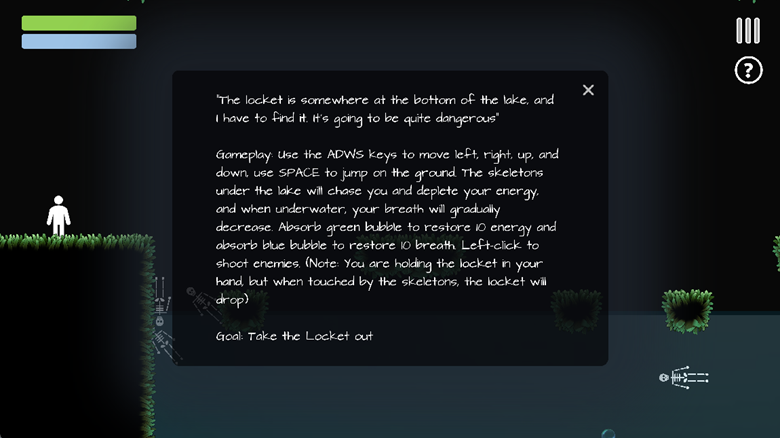 "The locket is somewhere at the bottom of the lake, and
I have to find it. It's going to be quite dangerous"
Gameplay: Use the ADWS keys to move left, right, up, and
down, use SPACE to jump on the ground. The skeletons
under the lake will chase you and deplete your energy,
and when underwater, your breath will gradually
decrease. Absorb green bubble to restore 10 energy and
absorb blue bubble to restore 10 breath. Left-click to
shoot enemies. (Note: You are holding the locket in your
hand, but when touched by the skeletons, the locket will
drop)
Goal: Take the Locket out
?